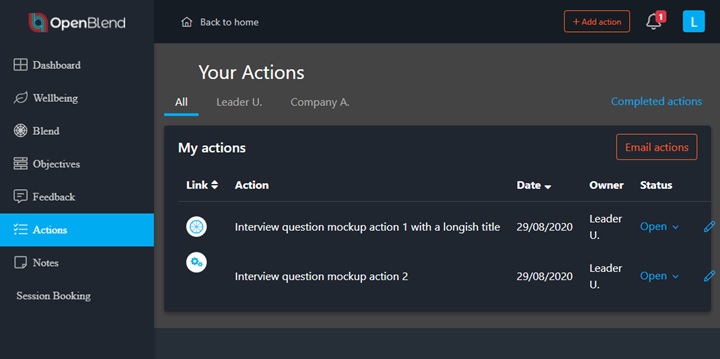 OpenBlend
Back to home
+ Add action
1
L
Dashboard
Wellbeing
Blend
Objectives
Feedback
Actions
Notes
Session Booking
Your Actions
All
Leader U.
Company A.
Completed actions
My actions
Email actions
Link Action Date Owner Status
Interview question mockup action 1 with a longish title 29/08/2020 Leader U. Open
Interview question mockup action 2 29/08/2020 Leader U. Open